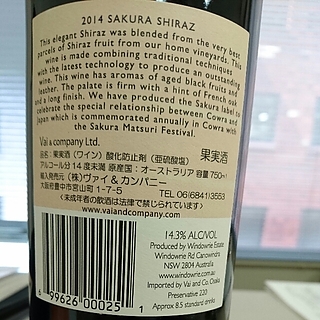 2014 SAKURA SHIRAZ
This elegant Shiraz was blended from the very best
parcels of Shiraz fruit from our home vineyards. This
wine is made combining traditional techniques
with the latest technology to produce an outstanding
wine. This wine has aromas of aged black fruits and
leather. The palate is firm with a hint of French oak
and a long finish. We have produced the Sakura label to
celebrate the special relationship between Cowra and
Japan which is commemorated annually in Cowra with
the Sakura Matsuri Festival.
Vai & company Ltd.
果実酒
品名：果実酒（ワイン）酸化防止剤（亜硫酸塩）
アルコール分14度未満 原産国：オーストラリア 容量750ml
輸入発売元（株）ヴァイ＆カンパニー
大阪府豊中市宮山町1-7-5 TEL 06(6841)3553
<未成年者の飲酒は法律で禁じられています>
www.vaiandcompany.com
14.3% ALC/VOL
Produced by Windowrie Estate
Windowrie Rd Canowindra
NSW 2804 Australia
www.windowrie.com.au
Imported by Vai and Co. Osaka
Preservative 220
Approx 8.5 standard drinks
6 99626 00025 1